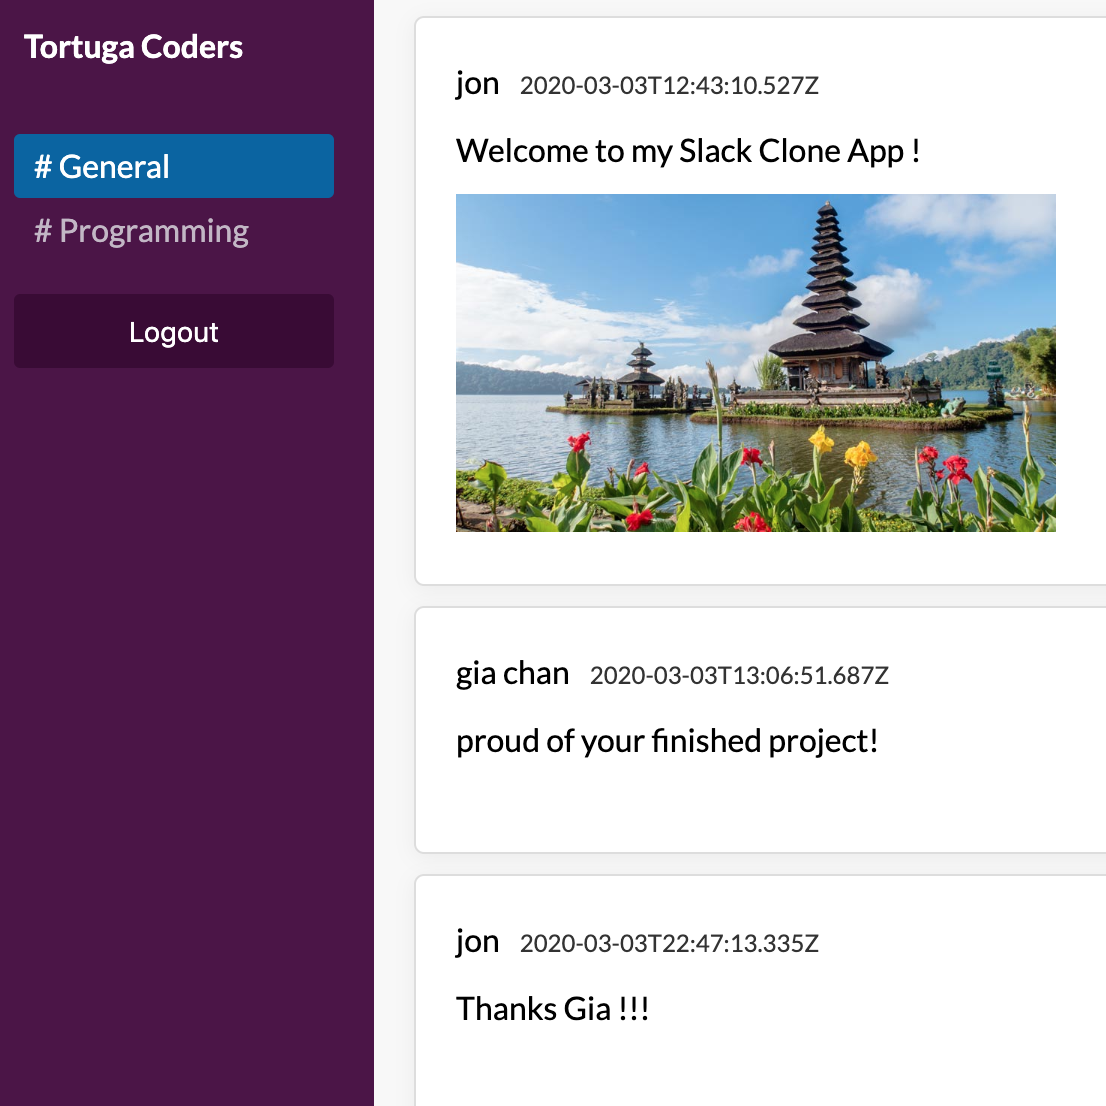 Tortuga Coders
# General
# Programming
Logout
jon 2020-03-03T12:43:10.527Z
Welcome to my Slack Clone App !
gia chan 2020-03-03T13:06:51.687Z
proud of your finished project!
jon 2020-03-03T22:47:13.335Z
Thanks Gia !!!